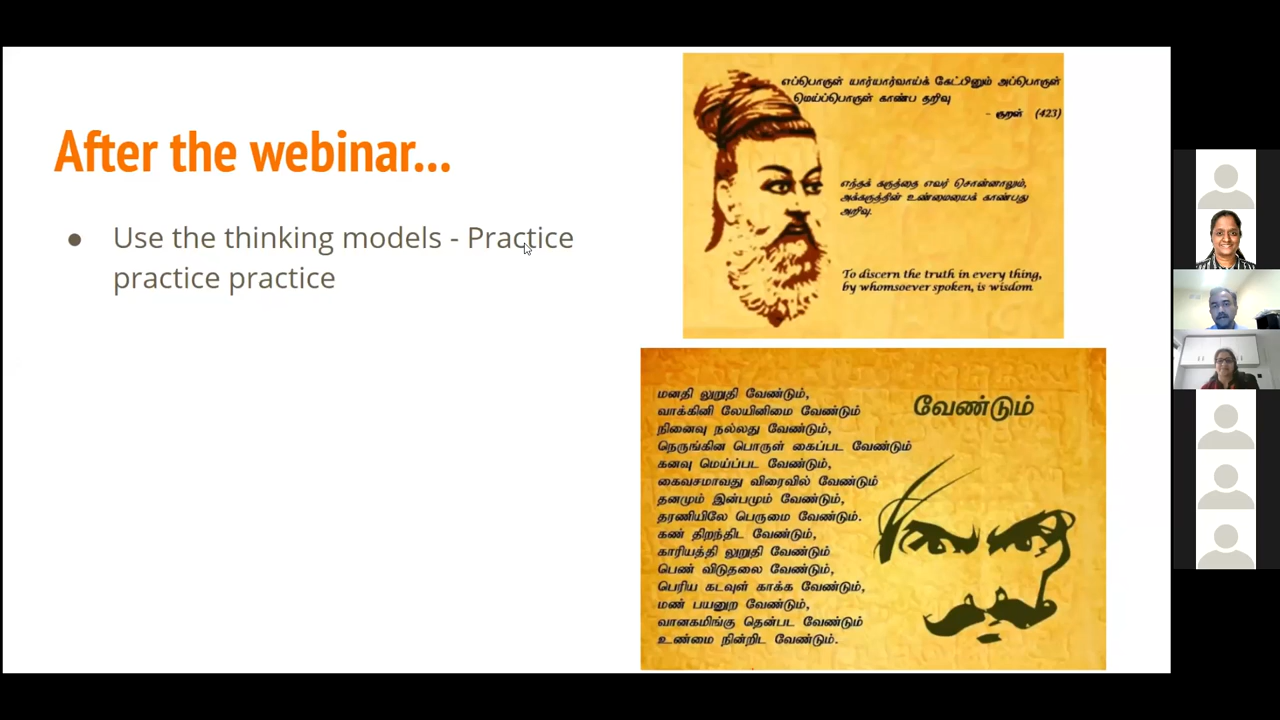 After the webinar...
● Use the thinking models - Practice
practice practice
எப்பொருள் யார்யார்வாய்க் கேட்பினும் அப்பொருள்
மெய்ப்பொருள் காண்ப தறிவு
- குறள் (423)
எந்தக் கருத்தை எவர் சொன்னாலும்,
அக்கருத்தின் உண்மையைக் காண்பது
அறிவு.
To discern the truth in every thing,
by whomsoever spoken, is wisdom
வேண்டும்
மனதி லுறுதி வேண்டும்,
வாக்கினி லேயினிமை வேண்டும்
நினைவு நல்லது வேண்டும்,
நெருங்கின பொருள் கைப்பட வேண்டும்
கனவு மெய்ப்பட வேண்டும்,
கைவசமாவது விரைவில் வேண்டும்
தனமும் இன்பமும் வேண்டும்,
தரணியிலே பெருமை வேண்டும்.
கண் திறந்திட வேண்டும்,
காரியத்தி லுறுதி வேண்டும்
பெண் விடுதலை வேண்டும்,
பெரிய கடவுள் காக்க வேண்டும்,
மண் பயனுற வேண்டும்,
வானகமிங்கு தென்பட வேண்டும்
உண்மை நின்றிட வேண்டும்.